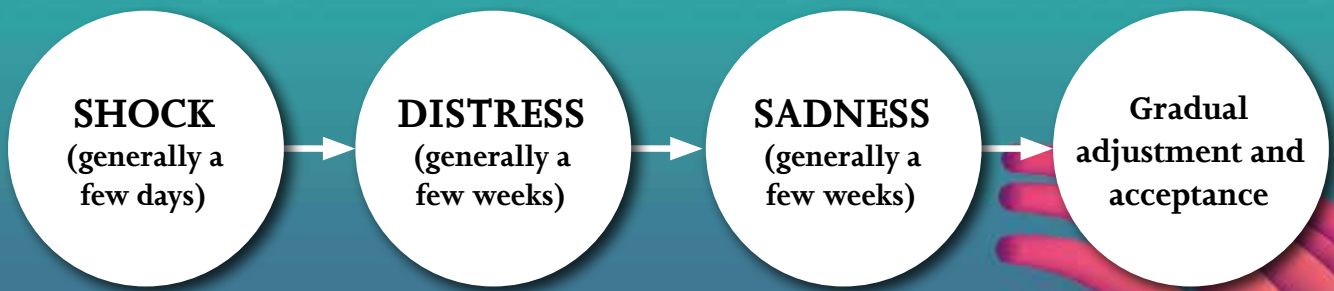 SHOCK
(generally a
few days)
DISTRESS
(generally a
few weeks)
SADNESS
(generally a
few weeks)
Gradual
adjustment and
acceptance